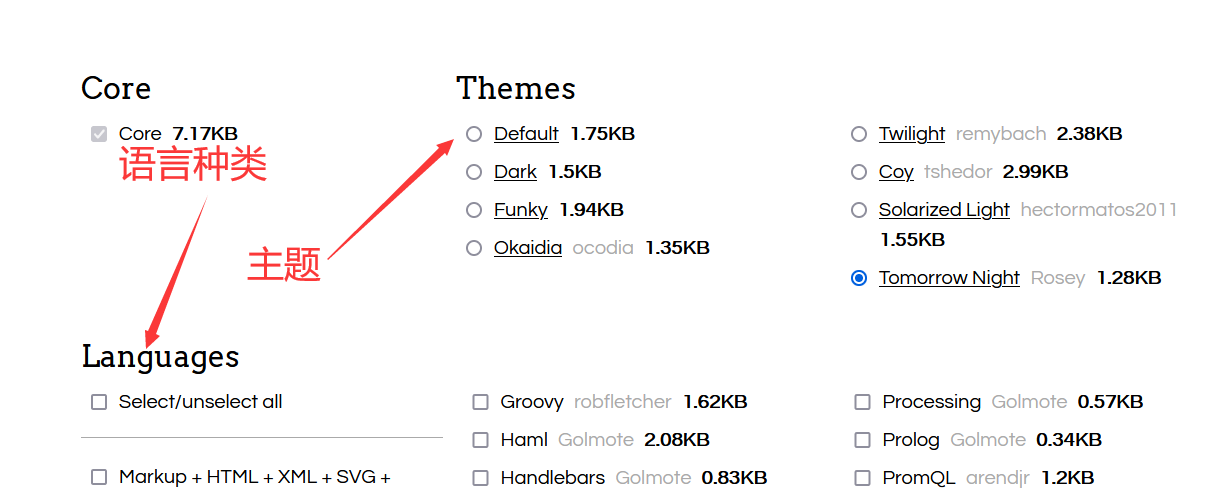 Core
Core 7.17KB
语言种类
Themes
Default 1.75KB
Dark 1.5KB
Funky 1.94KB
Okaidia ocodia 1.35KB
主题
Twilight remybach 2.38KB
Coy tshedor 2.99KB
Solarized Light hectormatos2011
1.55KB
Tomorrow Night Rosey 1.28KB
Languages
Select/unselect all
Markup + HTML + XML + SVG +
Groovy robfletcher 1.62KB
Haml Golmote 2.08KB
Handlebars Golmote 0.83KB
Processing Golmote 0.57KB
Prolog Golmote 0.34KB
PromQL arendjr 1.2KB